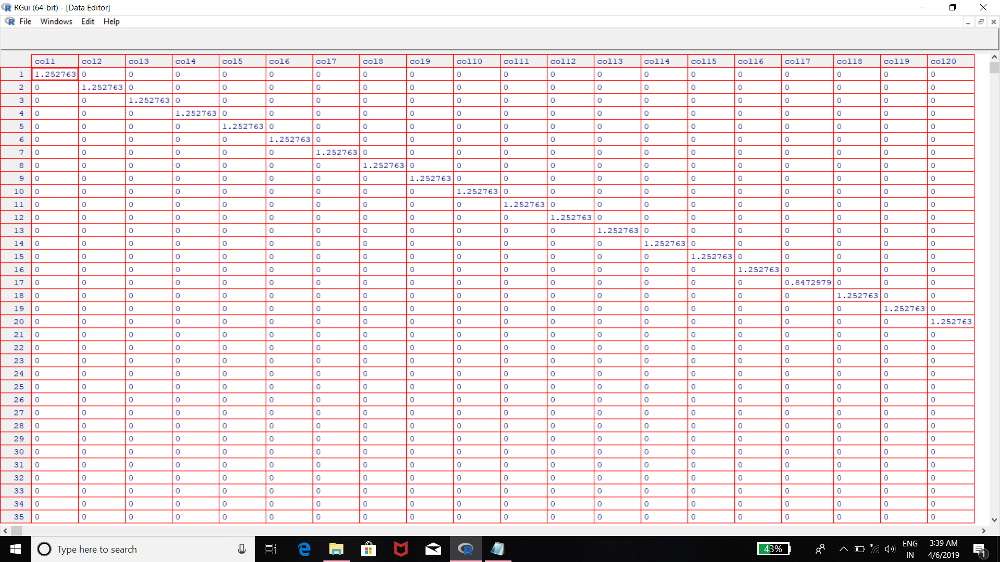 RGui (64-bit) - [Data Editor]
File Windows Edit Help
col1 col2 col3 col4 col5 col6 col7 col8 col9 col10 col11 col12 col13 col14 col15 col16 col17 col18 col19 col20
1 1.252763 0 0 0 0 0 0 0 0 0 0 0 0 0 0 0 0 0 0 0
2 0 1.252763 0 0 0 0 0 0 0 0 0 0 0 0 0 0 0 0 0 0
3 0 0 1.252763 0 0 0 0 0 0 0 0 0 0 0 0 0 0 0 0 0
4 0 0 0 1.252763 0 0 0 0 0 0 0 0 0 0 0 0 0 0 0 0
5 0 0 0 0 1.252763 0 0 0 0 0 0 0 0 0 0 0 0 0 0 0
6 0 0 0 0 0 1.252763 0 0 0 0 0 0 0 0 0 0 0 0 0 0
7 0 0 0 0 0 0 1.252763 0 0 0 0 0 0 0 0 0 0 0 0 0
8 0 0 0 0 0 0 0 1.252763 0 0 0 0 0 0 0 0 0 0 0 0
9 0 0 0 0 0 0 0 0 1.252763 0 0 0 0 0 0 0 0 0 0 0
10 0 0 0 0 0 0 0 0 0 1.252763 0 0 0 0 0 0 0 0 0 0
11 0 0 0 0 0 0 0 0 0 0 1.252763 0 0 0 0 0 0 0 0 0
12 0 0 0 0 0 0 0 0 0 0 0 1.252763 0 0 0 0 0 0 0 0
13 0 0 0 0 0 0 0 0 0 0 0 0 1.252763 0 0 0 0 0 0 0
14 0 0 0 0 0 0 0 0 0 0 0 0 0 1.252763 0 0 0 0 0 0
15 0 0 0 0 0 0 0 0 0 0 0 0 0 0 1.252763 0 0 0 0 0
16 0 0 0 0 0 0 0 0 0 0 0 0 0 0 0 1.252763 0 0 0 0
17 0 0 0 0 0 0 0 0 0 0 0 0 0 0 0 0 0.8472979 0 0 0
18 0 0 0 0 0 0 0 0 0 0 0 0 0 0 0 0 0 1.252763 0 0
19 0 0 0 0 0 0 0 0 0 0 0 0 0 0 0 0 0 0 1.252763 0
20 0 0 0 0 0 0 0 0 0 0 0 0 0 0 0 0 0 0 0 1.252763
21 0 0 0 0 0 0 0 0 0 0 0 0 0 0 0 0 0 0 0 0
22 0 0 0 0 0 0 0 0 0 0 0 0 0 0 0 0 0 0 0 0
23 0 0 0 0 0 0 0 0 0 0 0 0 0 0 0 0 0 0 0 0
24 0 0 0 0 0 0 0 0 0 0 0 0 0 0 0 0 0 0 0 0
25 0 0 0 0 0 0 0 0 0 0 0 0 0 0 0 0 0 0 0 0
26 0 0 0 0 0 0 0 0 0 0 0 0 0 0 0 0 0 0 0 0
27 0 0 0 0 0 0 0 0 0 0 0 0 0 0 0 0 0 0 0 0
28 0 0 0 0 0 0 0 0 0 0 0 0 0 0 0 0 0 0 0 0
29 0 0 0 0 0 0 0 0 0 0 0 0 0 0 0 0 0 0 0 0
30 0 0 0 0 0 0 0 0 0 0 0 0 0 0 0 0 0 0 0 0
31 0 0 0 0 0 0 0 0 0 0 0 0 0 0 0 0 0 0 0 0
32 0 0 0 0 0 0 0 0 0 0 0 0 0 0 0 0 0 0 0 0
33 0 0 0 0 0 0 0 0 0 0 0 0 0 0 0 0 0 0 0 0
34 0 0 0 0 0 0 0 0 0 0 0 0 0 0 0 0 0 0 0 0
35 0 0 0 0 0 0 0 0 0 0 0 0 0 0 0 0 0 0 0 0
Type here to search
43%
ENG
IN
3:39 AM
4/6/2019
1